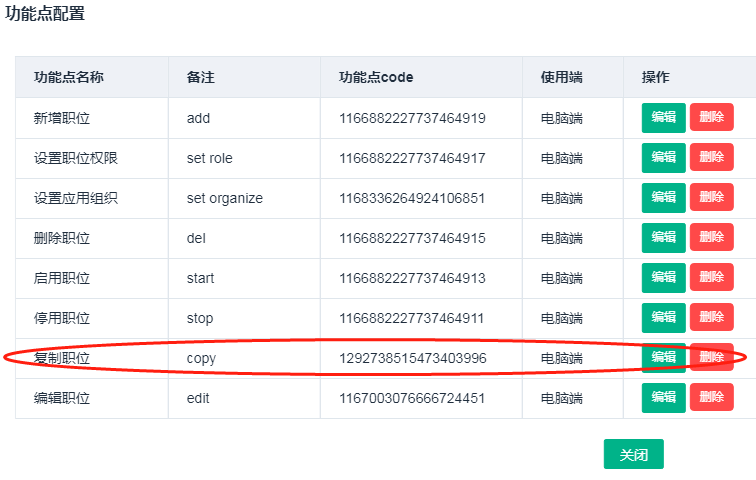 功能点配置
功能点名称 备注 功能点code 使用端 操作
新增职位 add 1166882227737464919 电脑端 编辑 删除
设置职位权限 set role 1166882227737464917 电脑端 编辑 删除
设置应用组织 set organize 1168336264924106851 电脑端 编辑 删除
删除职位 del 1166882227737464915 电脑端 编辑 删除
启用职位 start 1166882227737464913 电脑端 编辑 删除
停用职位 stop 1166882227737464911 电脑端 编辑 删除
复制职位 copy 1292738515473403996 电脑端 编辑 删除
编辑职位 edit 1167003076666724451 电脑端 编辑 删除
关闭